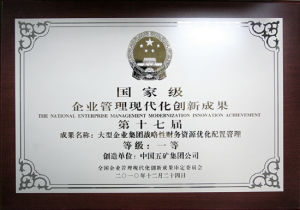 国家级
企业管理现代化创新成果
THE NATIONAL ENTERPRISE MANAGEMENT MODERNIZATION INNOVATION ACHIEVEMENT
第十七届
成果名称：大型企业集团战略性财务资源优化配置管理
等级：一等
创造单位：中国五矿集团公司
全国企业管理现代化创新成果审定委员会
二〇一〇年十二月二十四日